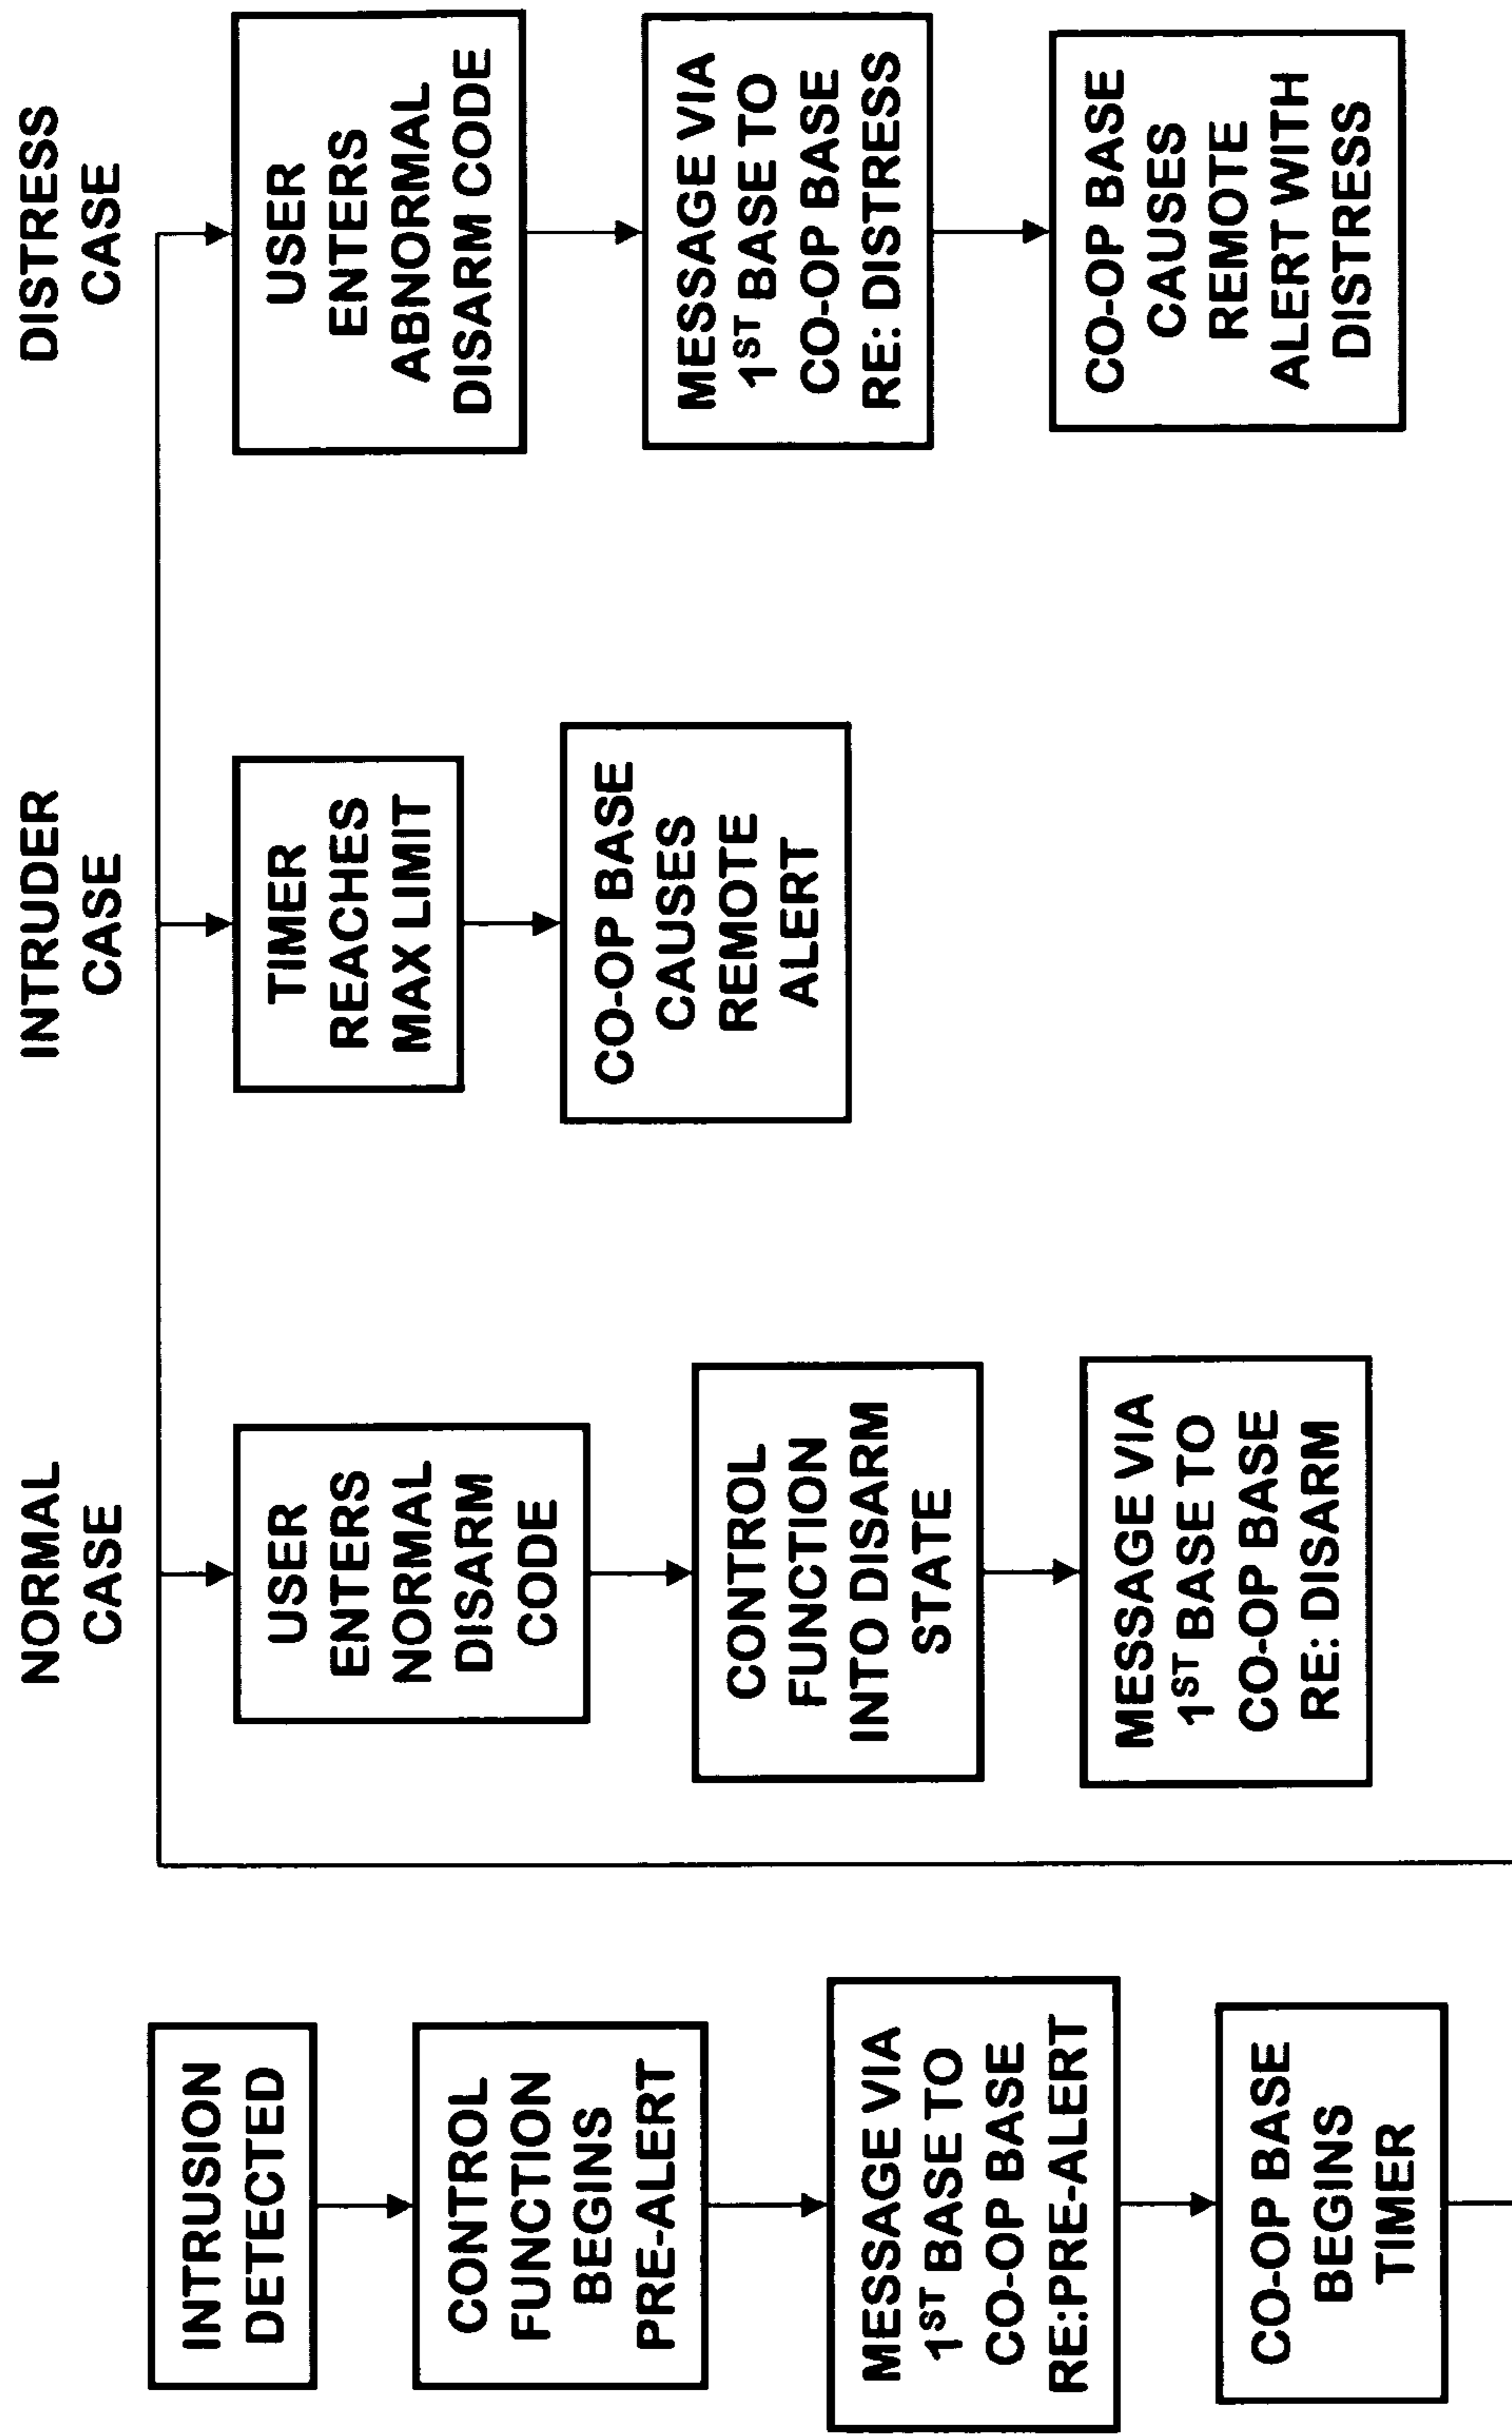 INTRUSION
DETECTED
CONTROL
FUNCTION
BEGINS
PRE-ALERT
MESSAGE VIA
1ST BASE TO
CO-OP BASE
RE:PRE-ALERT
CO-OP BASE
BEGINS
TIMER
NORMAL
CASE
USER
ENTERS
NORMAL
DISARM
CODE
CONTROL
FUNCTION
INTO DISARM
STATE
MESSAGE VIA
1ST BASE TO
CO-OP BASE
RE: DISARM
INTRUDER
CASE
TIMER
REACHES
MAX LIMIT
CO-OP BASE
CAUSES
REMOTE
ALERT
DISTRESS
CASE
USER
ENTERS
ABNORMAL
DISARM CODE
MESSAGE VIA
1ST BASE TO
CO-OP BASE
RE: DISTRESS
CO-OP BASE
CAUSES
REMOTE
ALERT WITH
DISTRESS